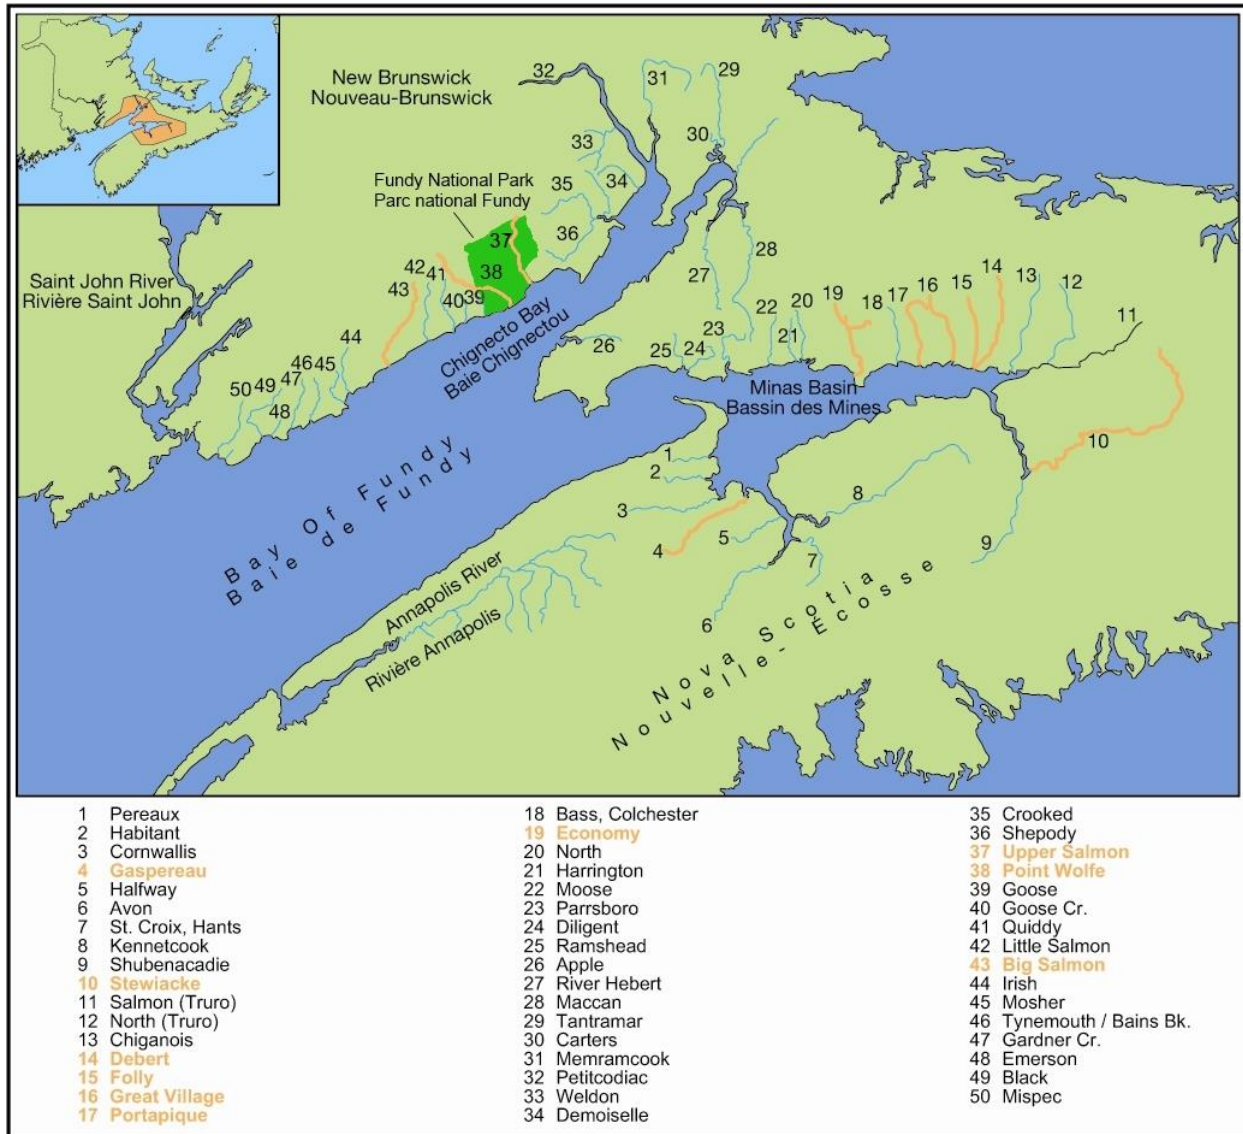 New Brunswick
Nouveau-Brunswick
32
31
29
30
33
34
35
36
Fundy National Park
Parc national Fundy
37
38
Saint John River
Rivière Saint John
42
41
43
40
39
44
46
45
47
49
50
48
Chignecto Bay
Baie Chignectou
28
27
26
25
24
23
22
21
20
19
18
17
16
15
14
13
12
11
Minas Basin
Bassin des Mines
10
Bay Of Fundy
Baie de Fundy
1
2
3
4
5
6
7
8
9
Annapolis River
Rivière Annapolis
Nova Scotia
Nouvelle-Écosse
1 Pereaux
2 Habitant
3 Cornwallis
4 Gaspereau
5 Halfway
6 Avon
7 St. Croix, Hants
8 Kennetcook
9 Shubenacadie
10 Stewiacke
11 Salmon (Truro)
12 North (Truro)
13 Chiganois
14 Debert
15 Folly
16 Great Village
17 Portapique
18 Bass, Colchester
19 Economy
20 North
21 Harrington
22 Moose
23 Parrsboro
24 Diligent
25 Ramshead
26 Apple
27 River Hebert
28 Maccan
29 Tantramar
30 Carters
31 Memramcook
32 Petitcodiac
33 Weldon
34 Demoiselle
35 Crooked
36 Shepody
37 Upper Salmon
38 Point Wolfe
39 Goose
40 Goose Cr.
41 Quiddy
42 Little Salmon
43 Big Salmon
44 Irish
45 Mosher
46 Tynemouth / Bains Bk.
47 Gardner Cr.
48 Emerson
49 Black
50 Mispec